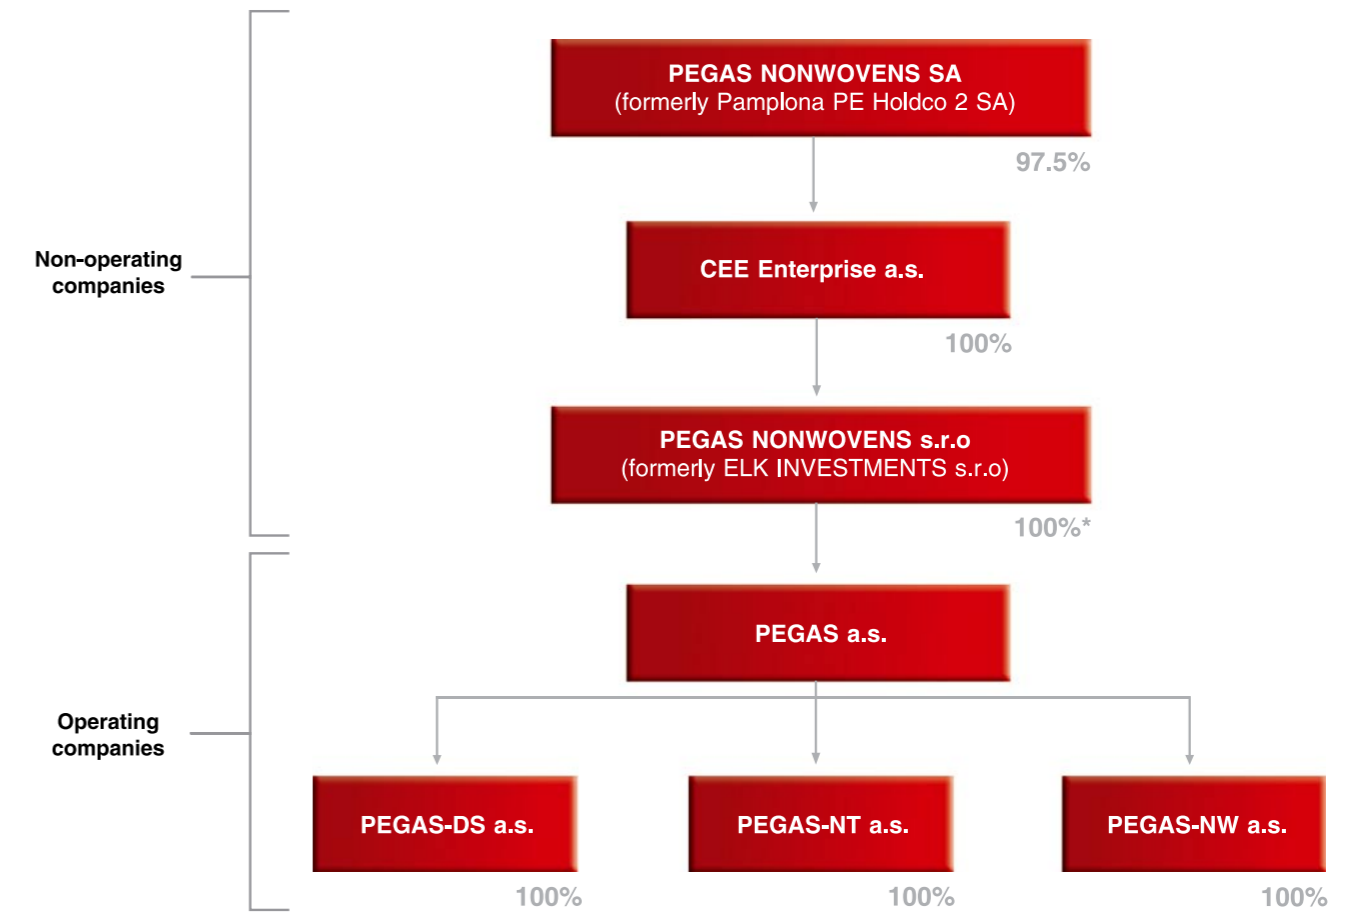 PEGAS NONWOVENS SA
(formerly Pamplona PE Holdco 2 SA)
97.5%
CEE Enterprise a.s.
100%
Non-operating
companies
PEGAS NONWOVENS s.r.o
(formerly ELK INVESTMENTS s.r.o)
100%*
PEGAS a.s.
Operating
companies
PEGAS-DS a.s.
PEGAS-NT a.s.
PEGAS-NW a.s.
100%
100%
100%